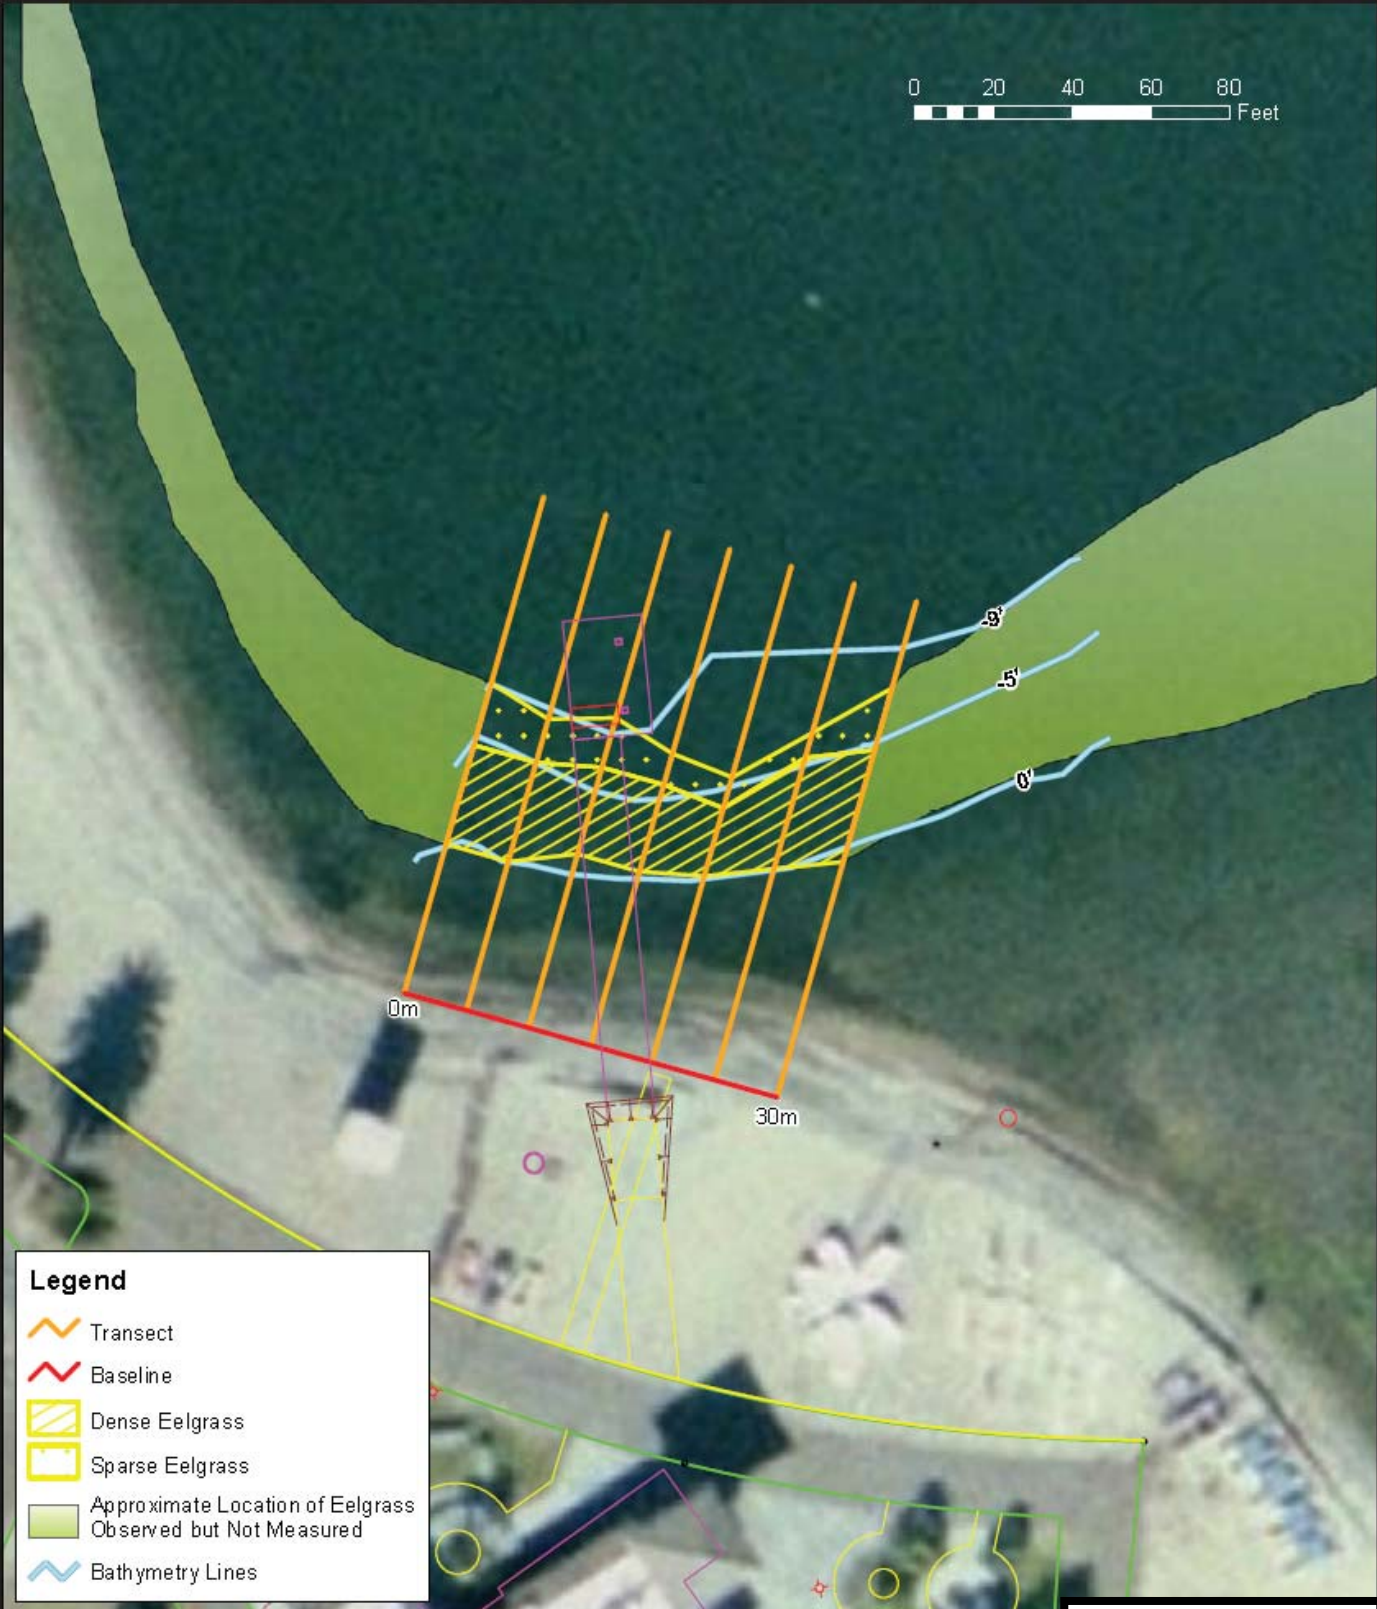 0 20 40 60 80
Feet
-9'
-5'
0'
0m
30m
Legend
Transect
Baseline
Dense Eelgrass
Sparse Eelgrass
Approximate Location of Eelgrass
Observed but Not Measured
Bathymetry Lines